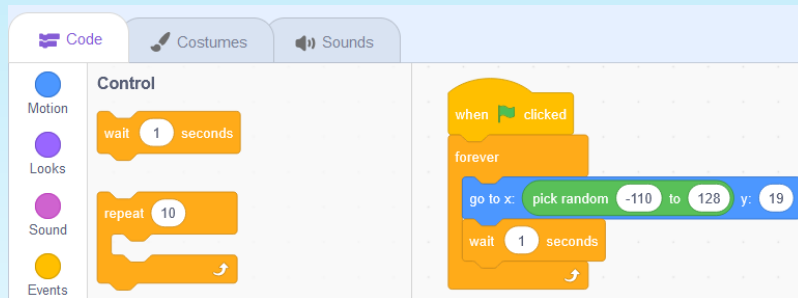 Code
Costumes
Sounds
Motion
Looks
Sound
Events
Control
wait 1 seconds
repeat 10
when clicked
forever
go to x: pick random -110 to 128 y: 19
wait 1 seconds